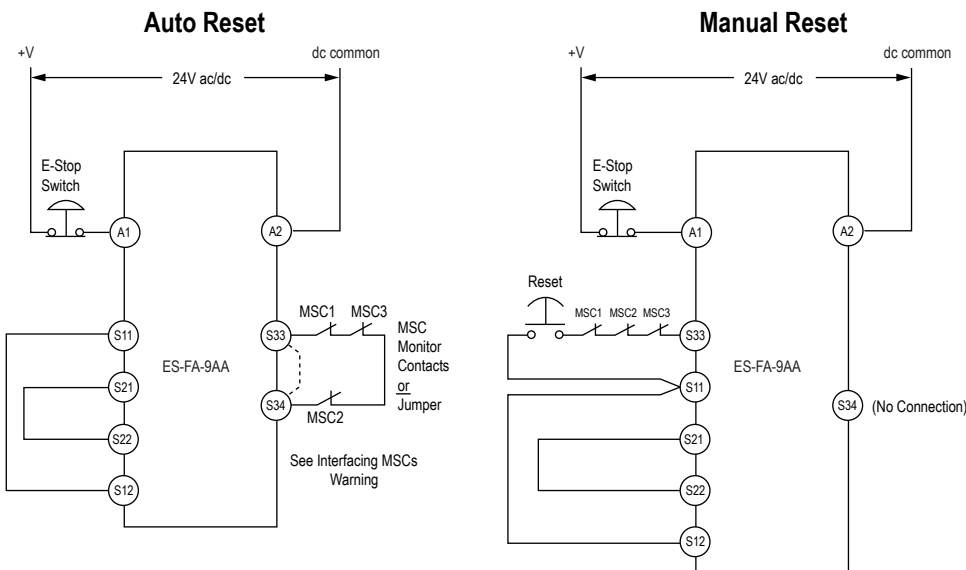 Auto Reset
+V
dc common
24V ac/dc
E-Stop
Switch
A1
A2
MSC1
MSC3
MSC
Monitor
Contacts
or
Jumper
S11
S33
ES-FA-9AA
S21
S34
MSC2
S22
See Interfacing MSCs
Warning
S12
Manual Reset
+V
dc common
24V ac/dc
E-Stop
Switch
A1
A2
Reset
MSC1
MSC2
MSC3
S33
ES-FA-9AA
S11
S34
(No Connection)
S21
S22
S12